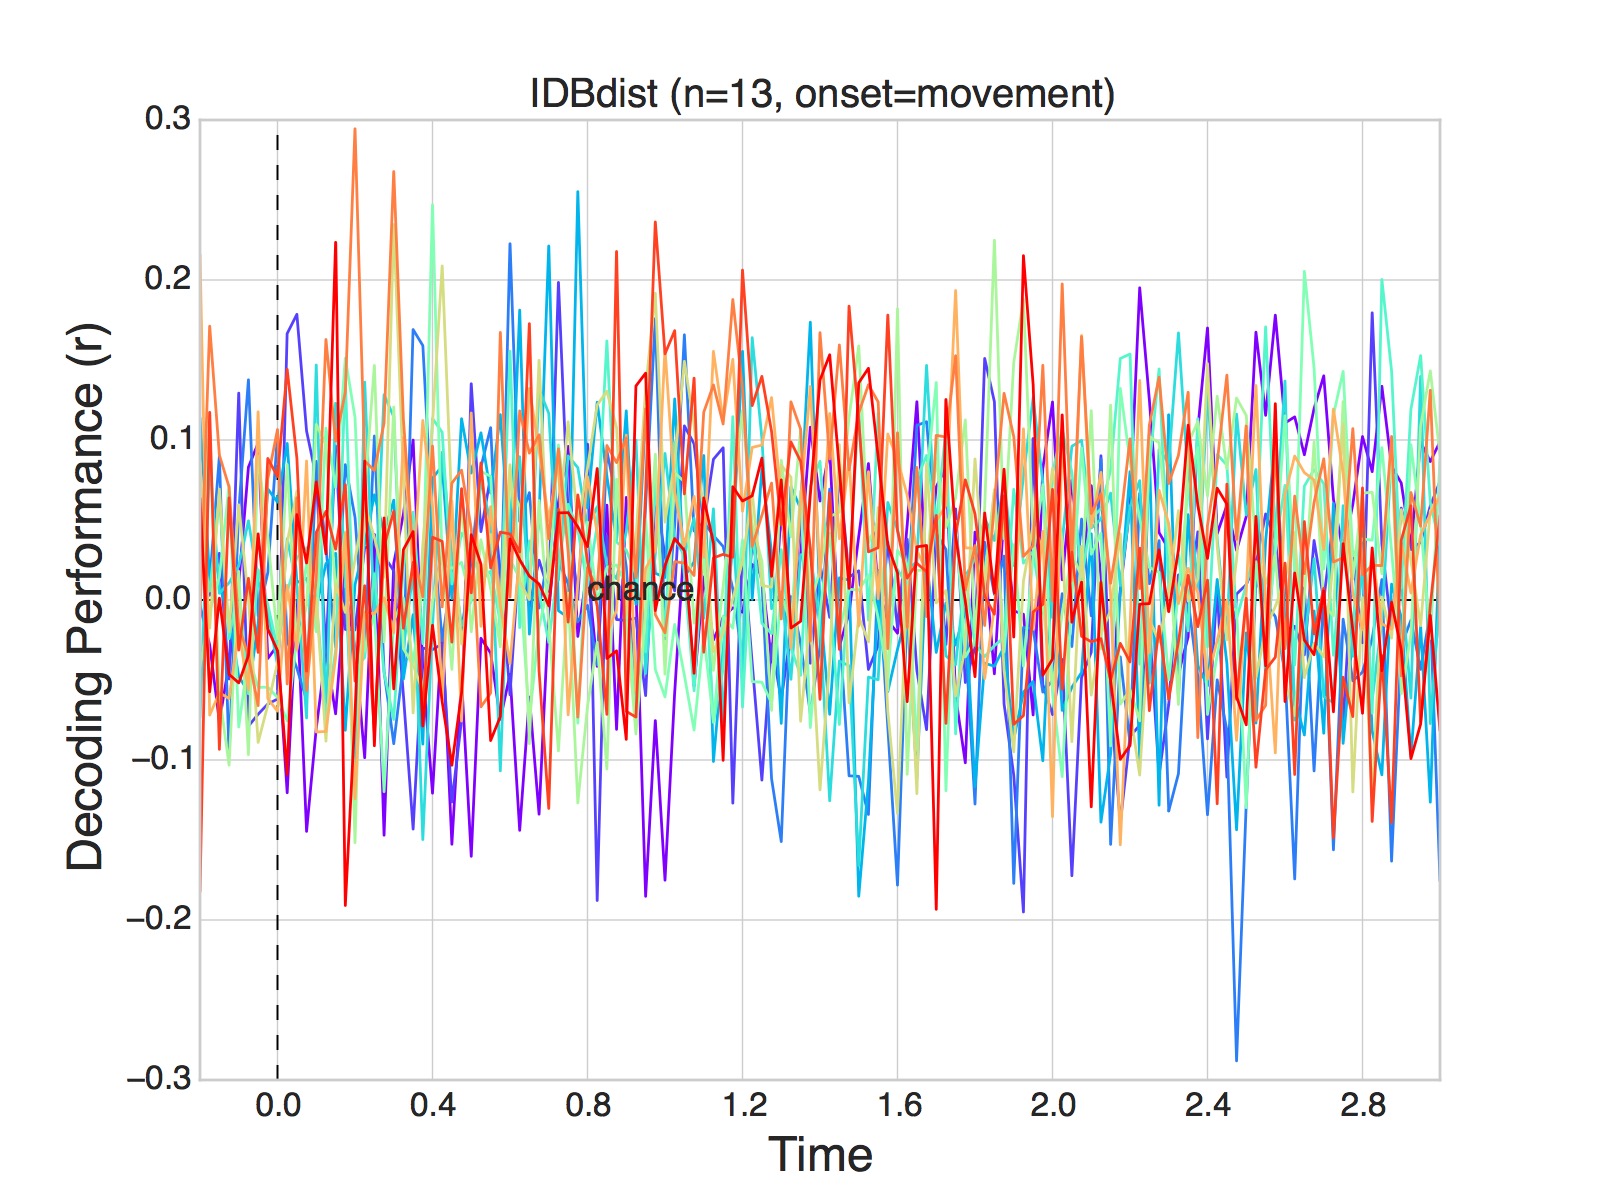 IDBdist (n=13, onset=movement)
0.3
0.2
0.1
0.0
−0.1
−0.2
−0.3
Decoding Performance (r)
chance
0.0 0.4 0.8 1.2 1.6 2.0 2.4 2.8
Time